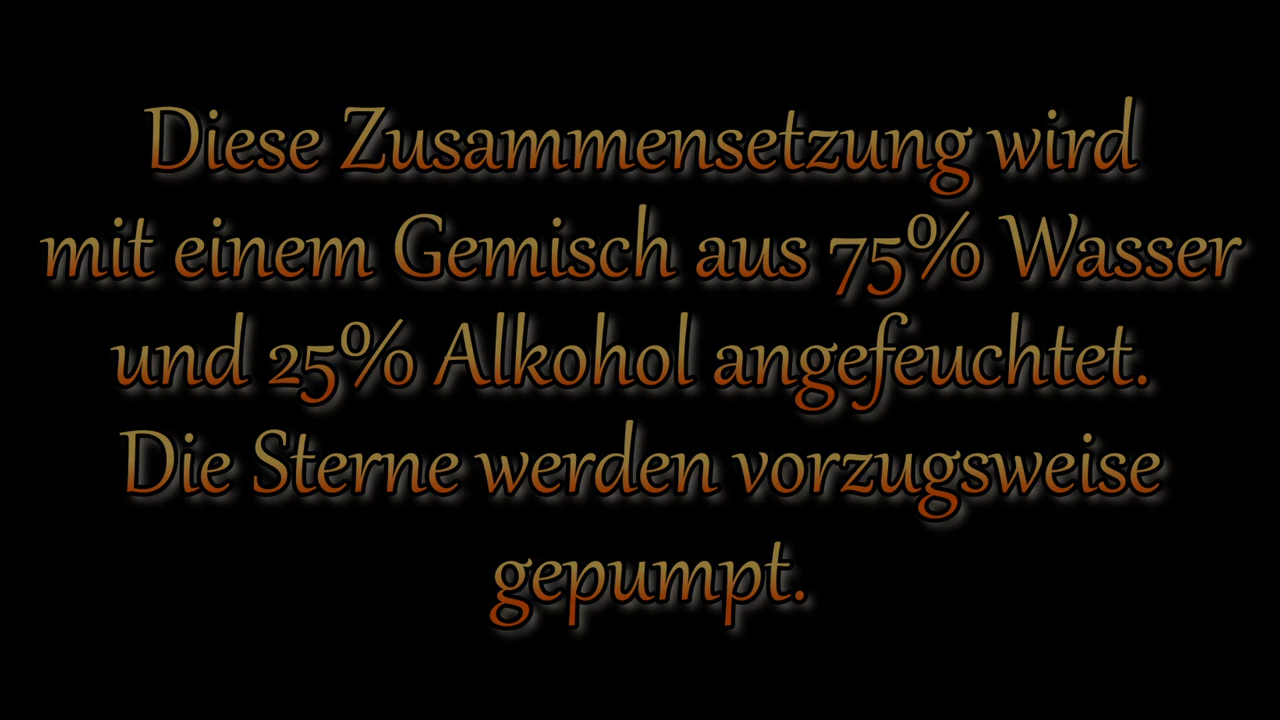 Diese Zusammensetzung wird
mit einem Gemisch aus 75% Wasser
und 25% Alkohol angefeuchtet.
Die Sterne werden vorzugsweise
gepumpt.